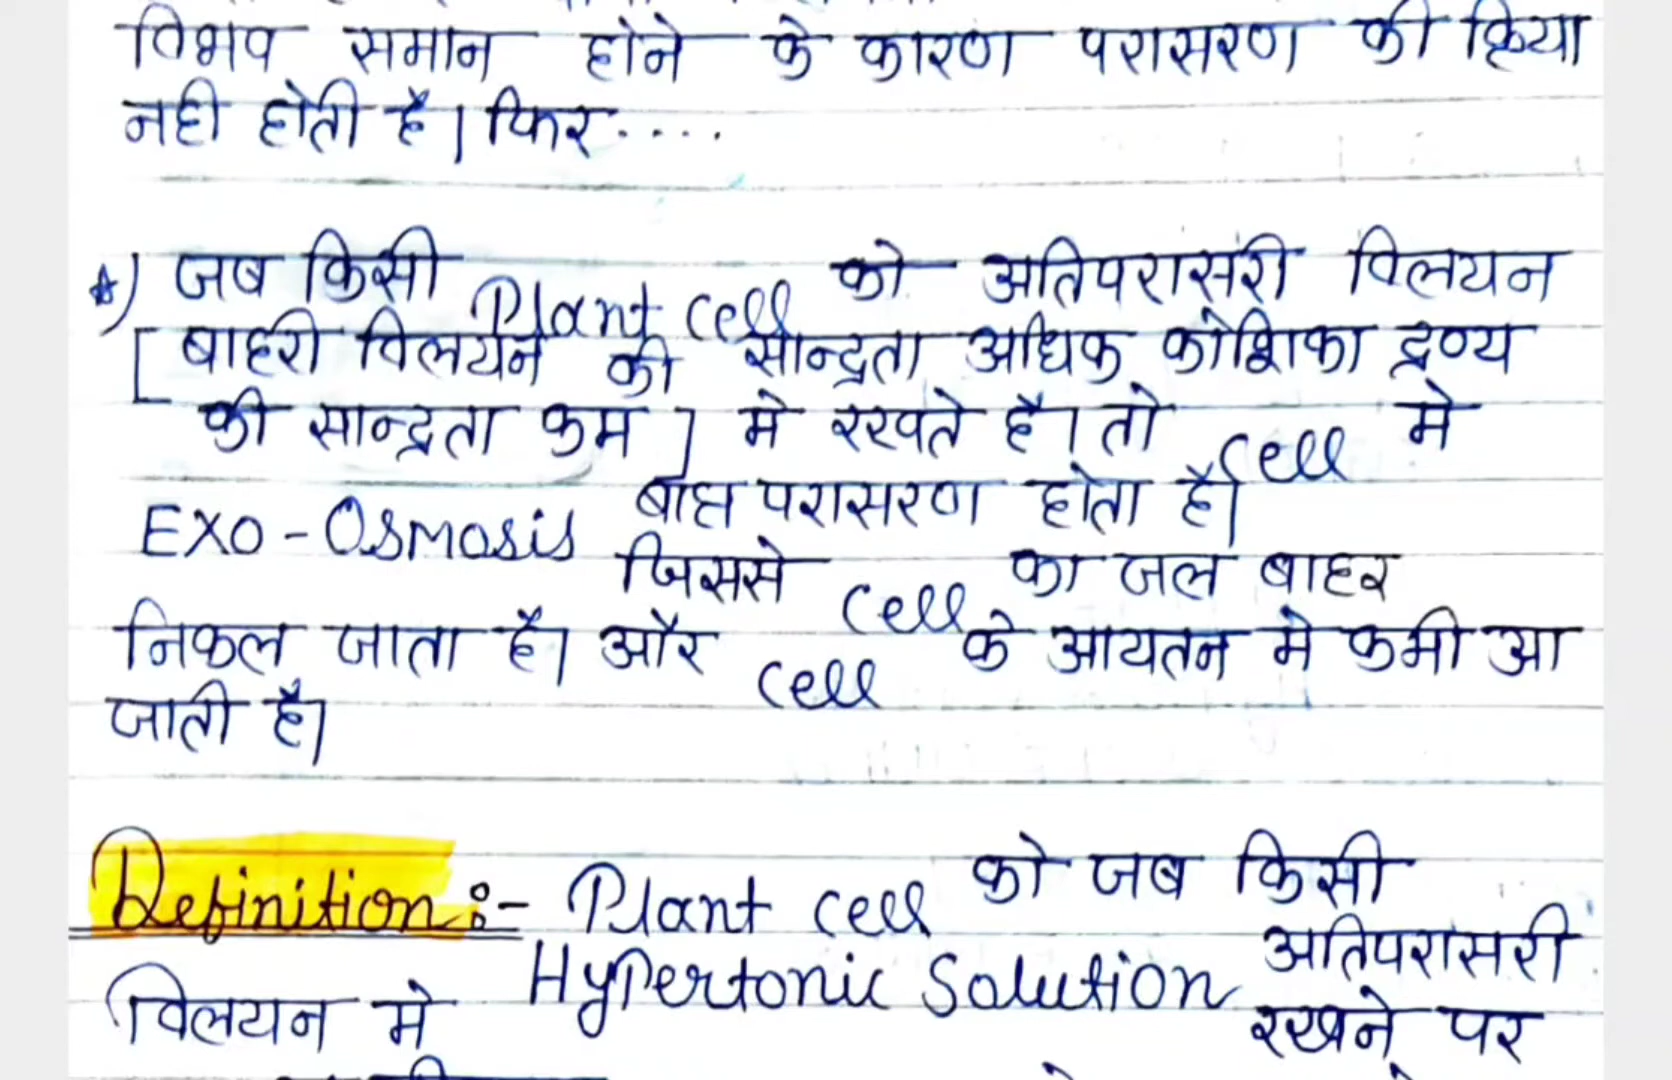 विभव समान होने के कारण परासरण की क्रिया
नही होती है। फिर....
*) जब किसी Plant cell को अतिपरासरी विलयन
[बाहरी विलयन की सान्द्रता अधिक कोशिका द्रव्य
की सान्द्रता कम] मे रखते है। तो cell मे
EXO-Osmosis बाह्य परासरण होता है।
जिससे cell का जल बाहर
निकल जाता है। और cell के आयतन मे कमी आ
जाती है।
Definition:- Plant cell को जब किसी
Hypertonic Solution अतिपरासरी
विलयन मे रखने पर